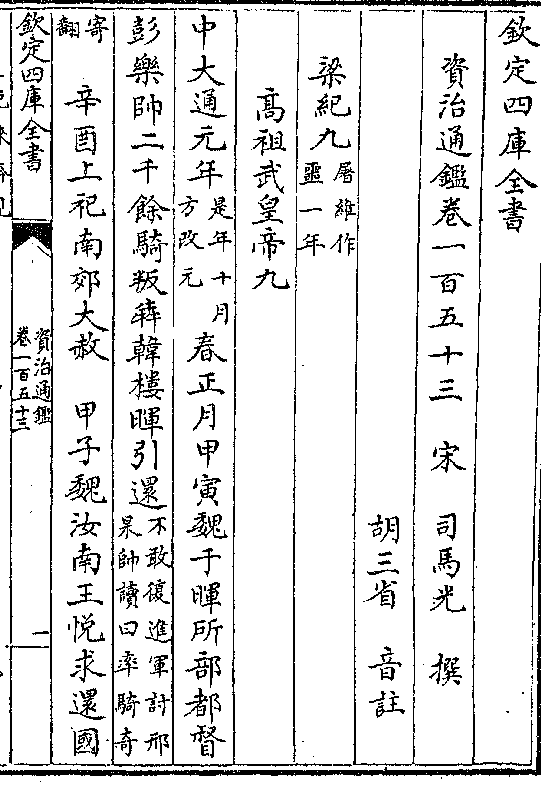 欽定四庫全書
資治通鑑卷一百五十三　宋　司馬光　撰
胡三省　音註
梁紀九屠維作噩一年
高祖武皇帝九
中大通元年是年十月方改元春正月甲寅魏于暉所部都督
彭樂帥二千餘騎叛犇韓樓暉引還不敢復進軍討邢杲帥讀曰率騎奇
寄翻　辛酉上祀南郊大赦　甲子魏汝南王悅求還國
欽定四庫全書
資治通鑑卷一百五十三
一